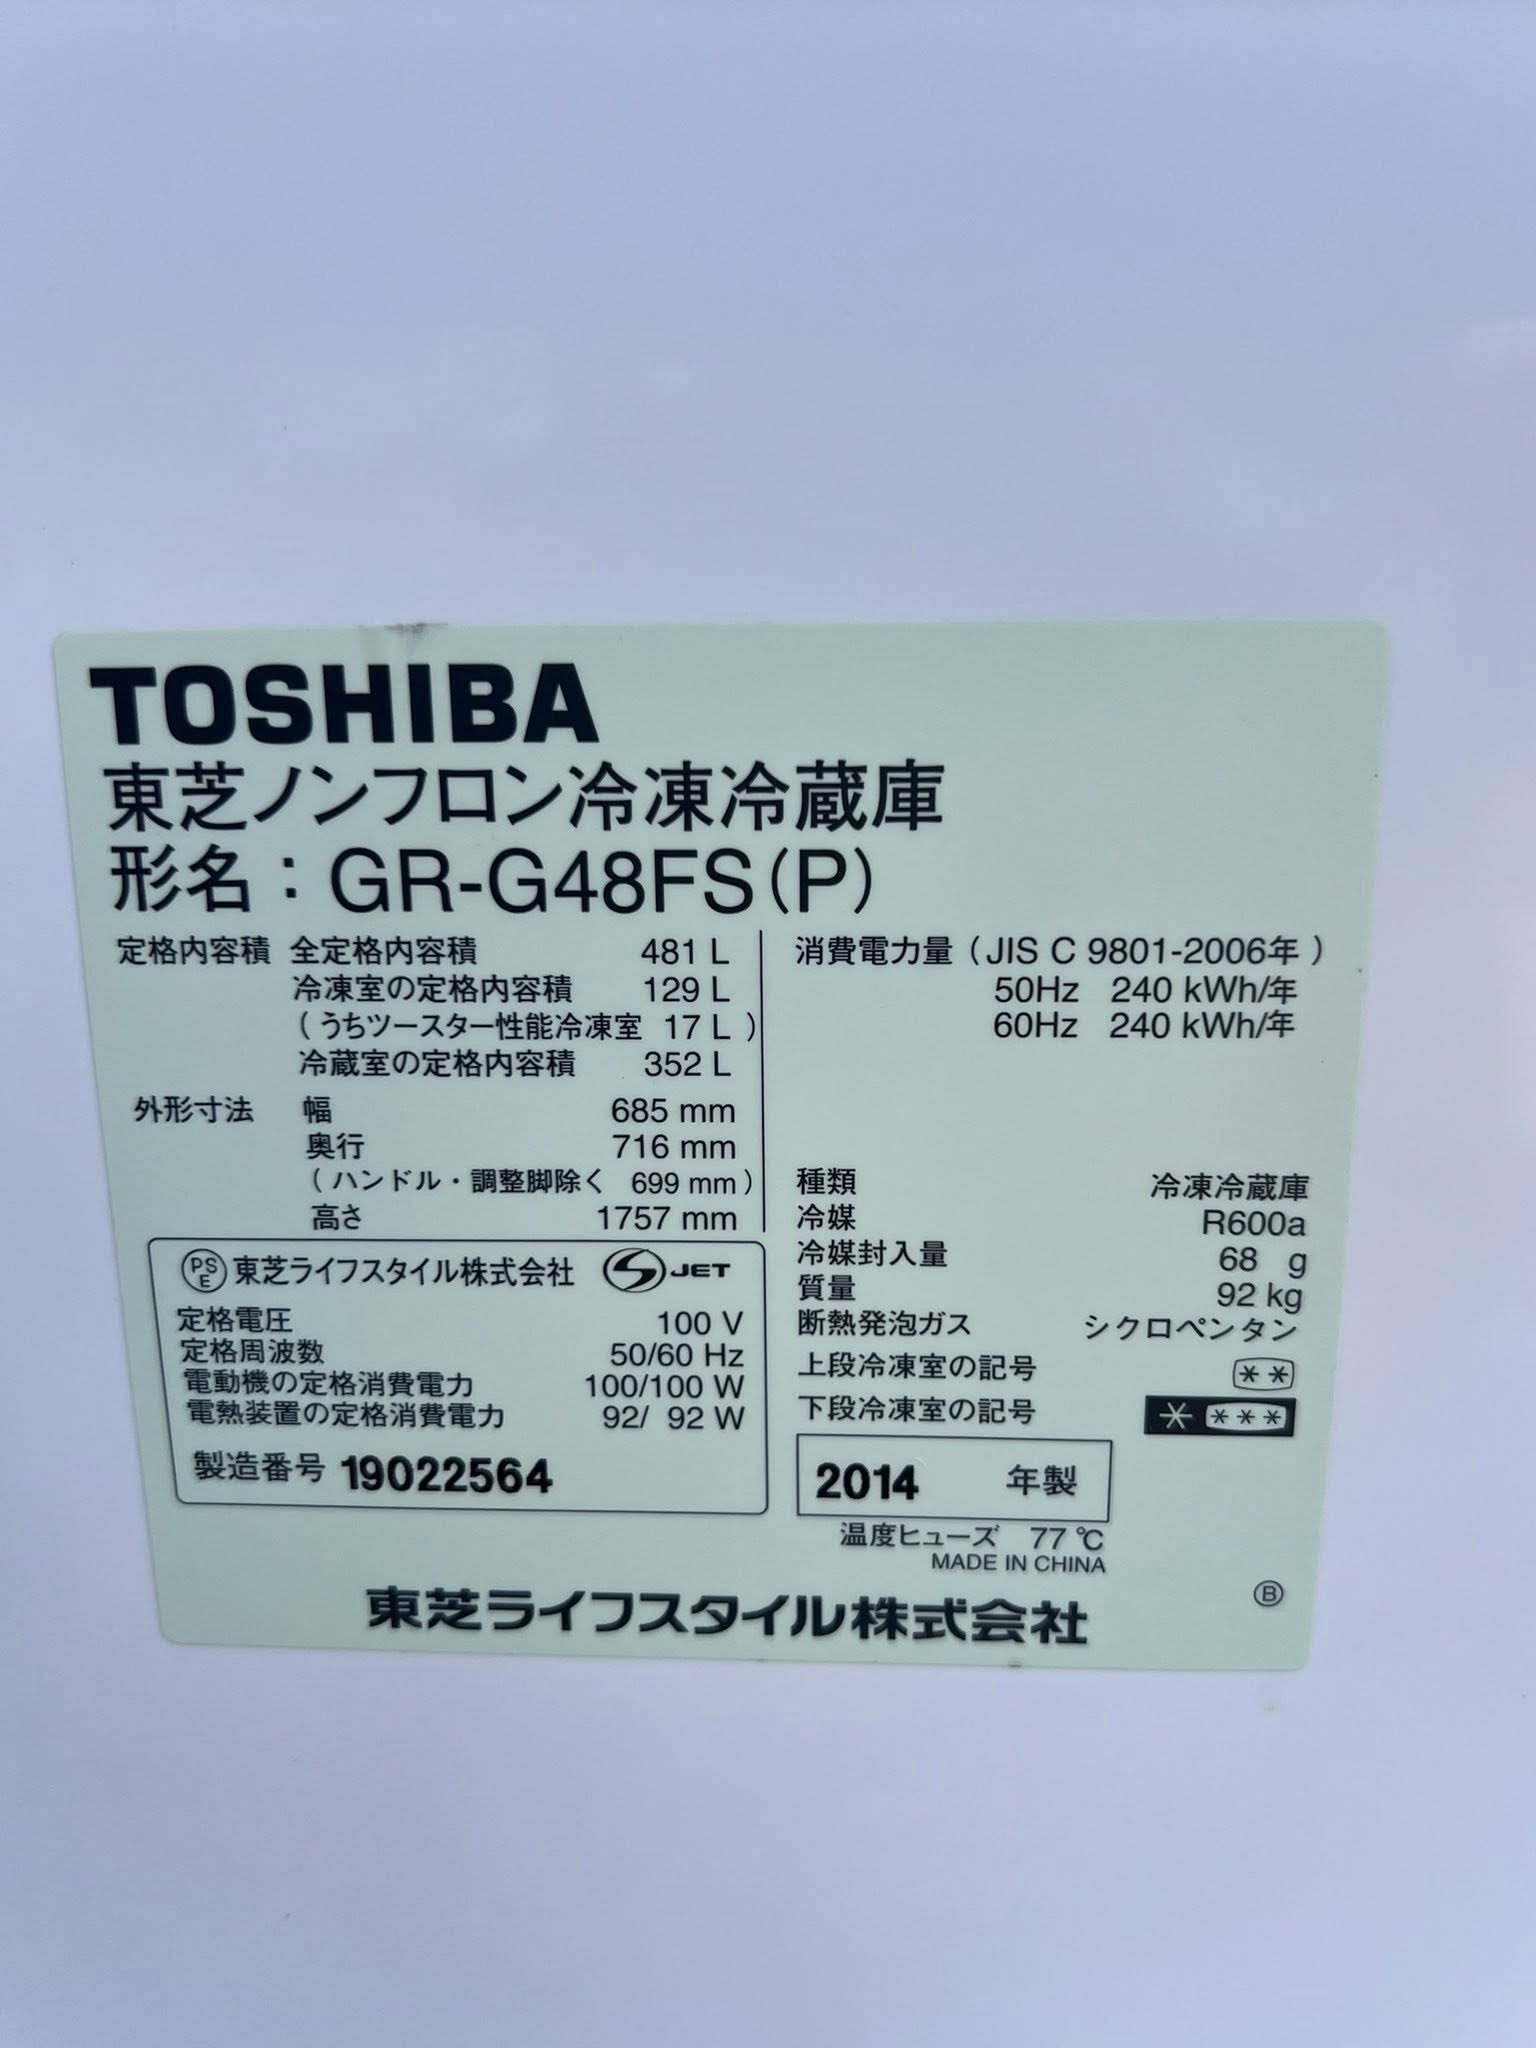 TOSHIBA
東芝ノンフロン冷凍冷蔵庫
形名：GR-G48FS(P)
定格内容積 全定格内容積 481 L
冷凍室の定格内容積 129 L
(うちツースター性能冷凍室 17 L)
冷蔵室の定格内容積 352 L
外形寸法 幅 685 mm
奥行 716 mm
(ハンドル・調整脚除く 699 mm)
高さ 1757 mm
PSE 東芝ライフスタイル株式会社 S JET
定格電圧 100 V
定格周波数 50/60 Hz
電動機の定格消費電力 100/100 W
電熱装置の定格消費電力 92/ 92 W
製造番号 19022564
消費電力量 (JIS C 9801-2006年)
50Hz 240 kWh/年
60Hz 240 kWh/年
種類 冷凍冷蔵庫
冷媒 R600a
冷媒封入量 68 g
質量 92 kg
断熱発泡ガス シクロペンタン
上段冷凍室の記号 **
下段冷凍室の記号 * ***
2014 年製
温度ヒューズ 77 ℃
MADE IN CHINA
東芝ライフスタイル株式会社
Ⓑ